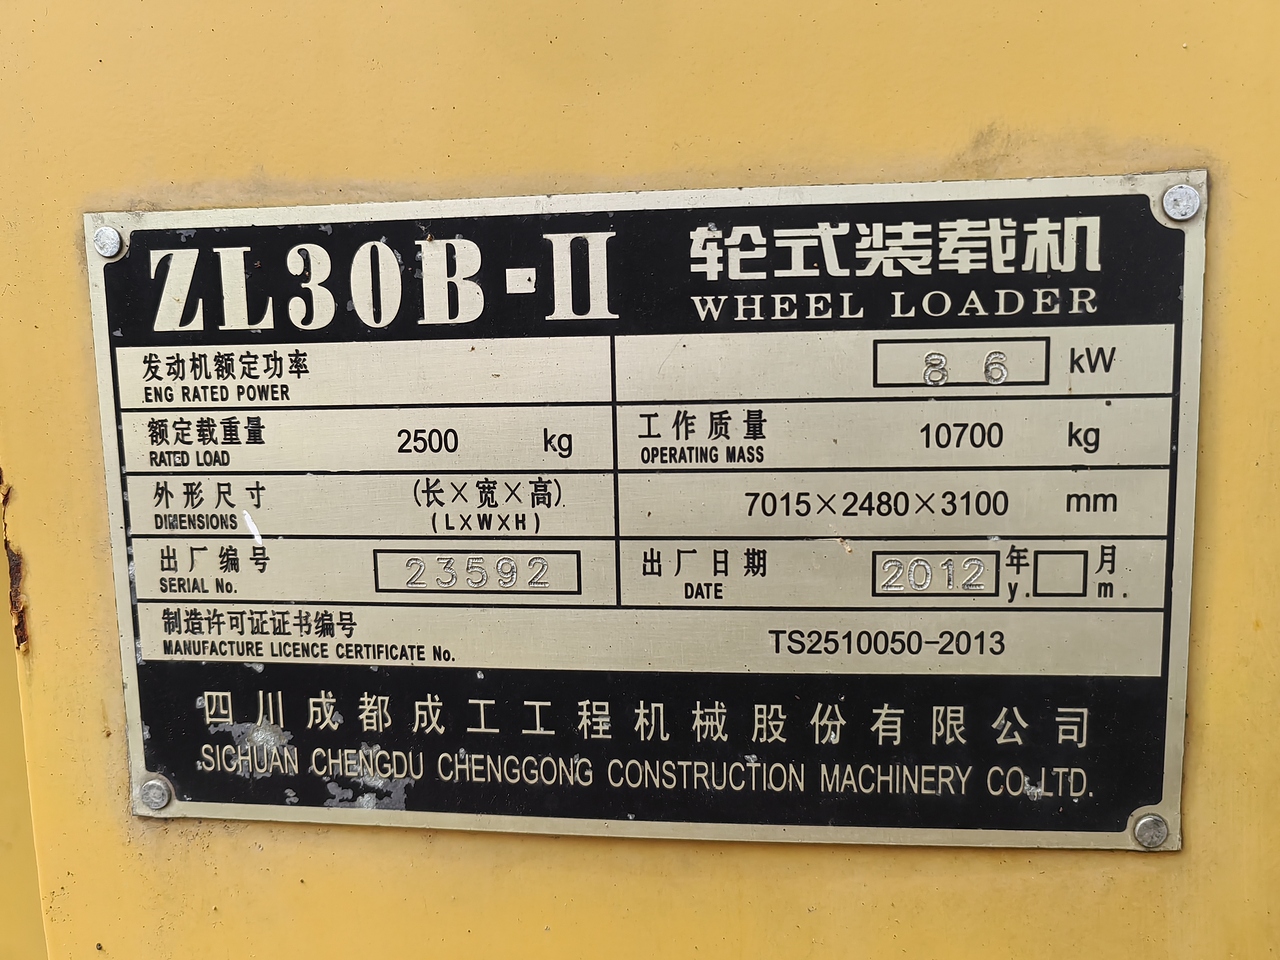 ZL30B-II 轮式装载机
WHEEL LOADER
发动机额定功率 86 kW
ENG RATED POWER
额定载重量 2500 kg 工作质量 10700 kg
RATED LOAD OPERATING MASS
外形尺寸 (长×宽×高) 7015×2480×3100 mm
DIMENSIONS (L×W×H)
出厂编号 23592 出厂日期 2012 年 月
SERIAL No. DATE y. m.
制造许可证证书编号 TS2510050-2013
MANUFACTURE LICENCE CERTIFICATE No.
四川成都成工工程机械股份有限公司
SICHUAN CHENGDU CHENGGONG CONSTRUCTION MACHINERY CO.,LTD.